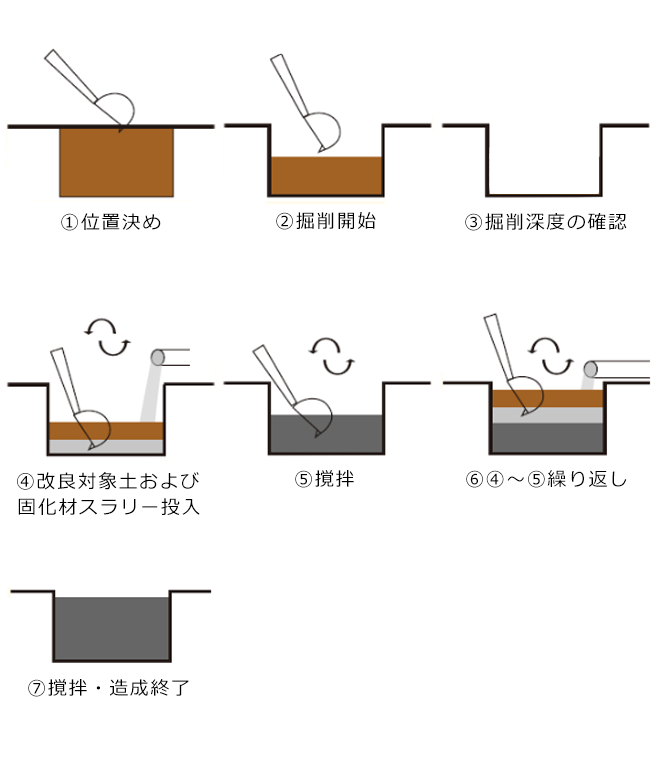 ①位置決め
②掘削開始
③掘削深度の確認
④改良対象土および
固化材スラリー投入
⑤撹拌
⑥④～⑤繰り返し
⑦撹拌・造成終了